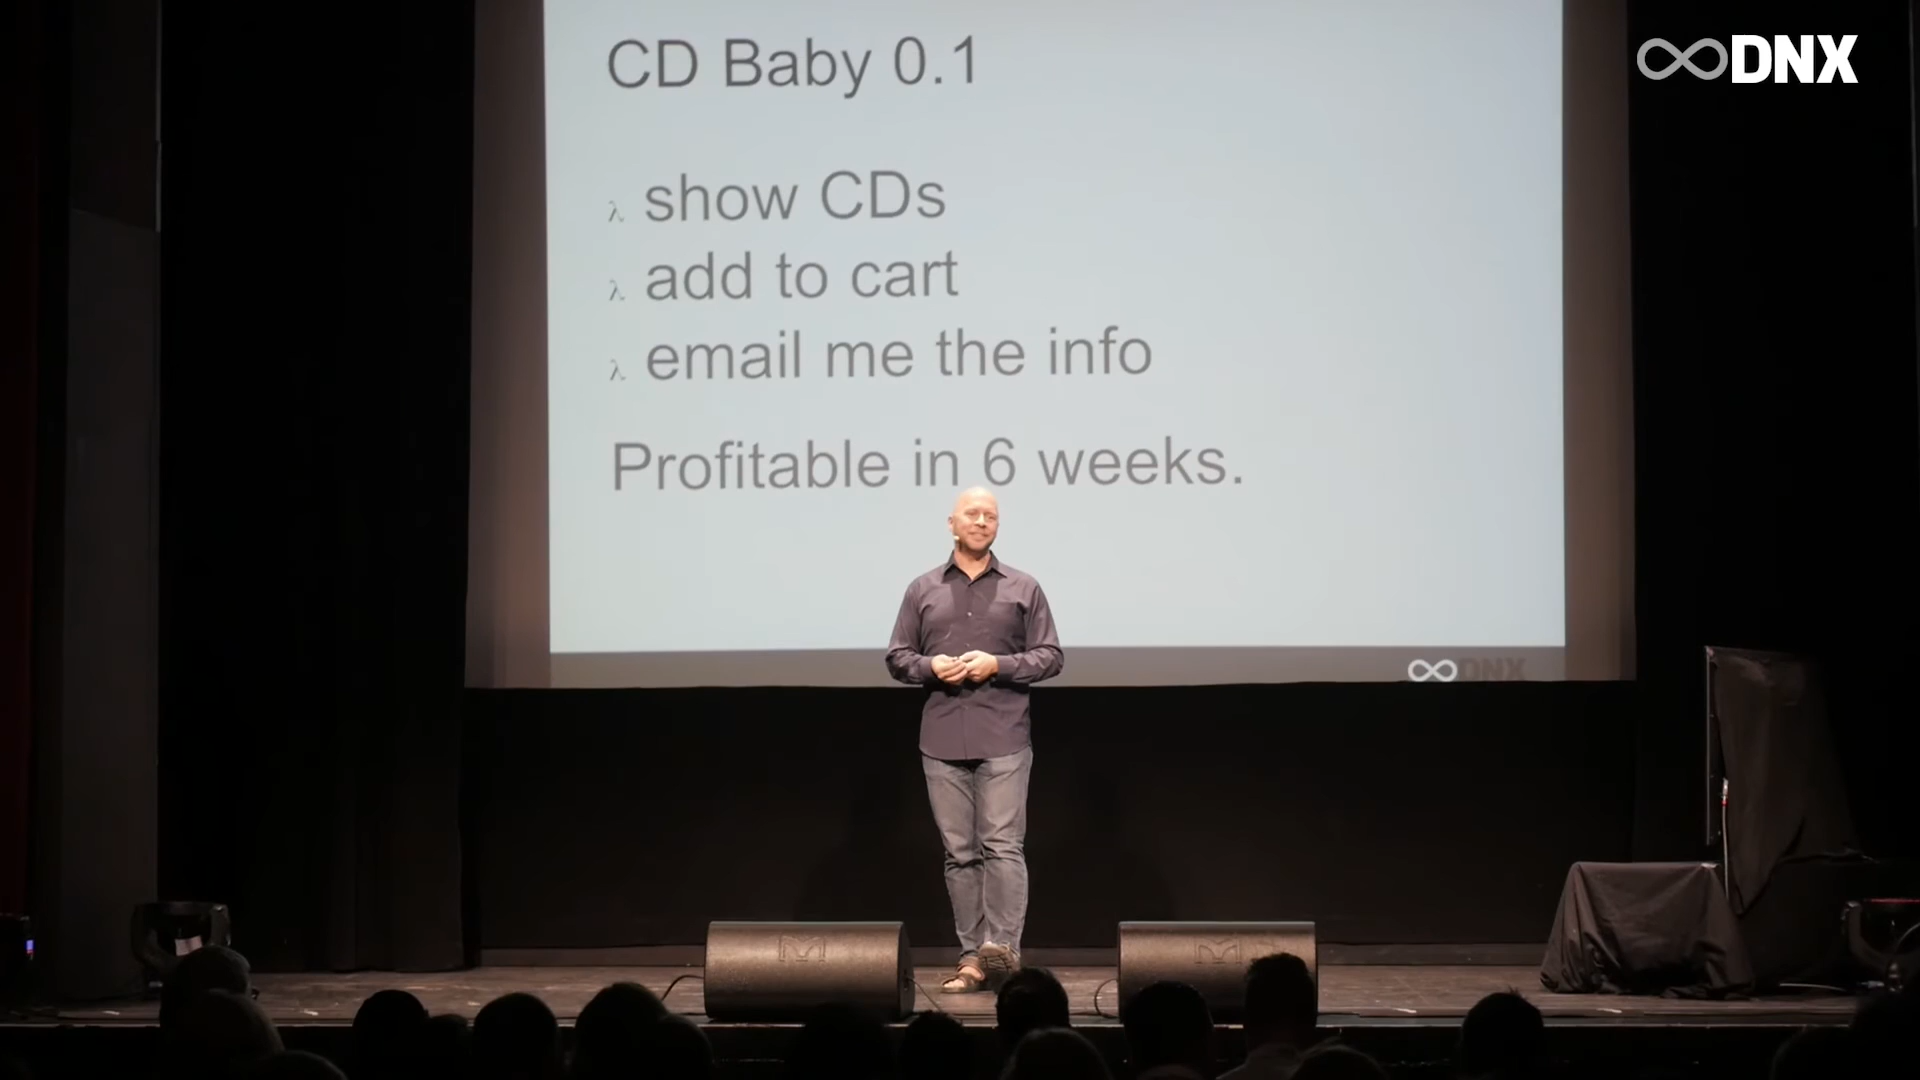 CD Baby 0.1
∞DNX
λ show CDs
λ add to cart
λ email me the info
Profitable in 6 weeks.
∞DNX